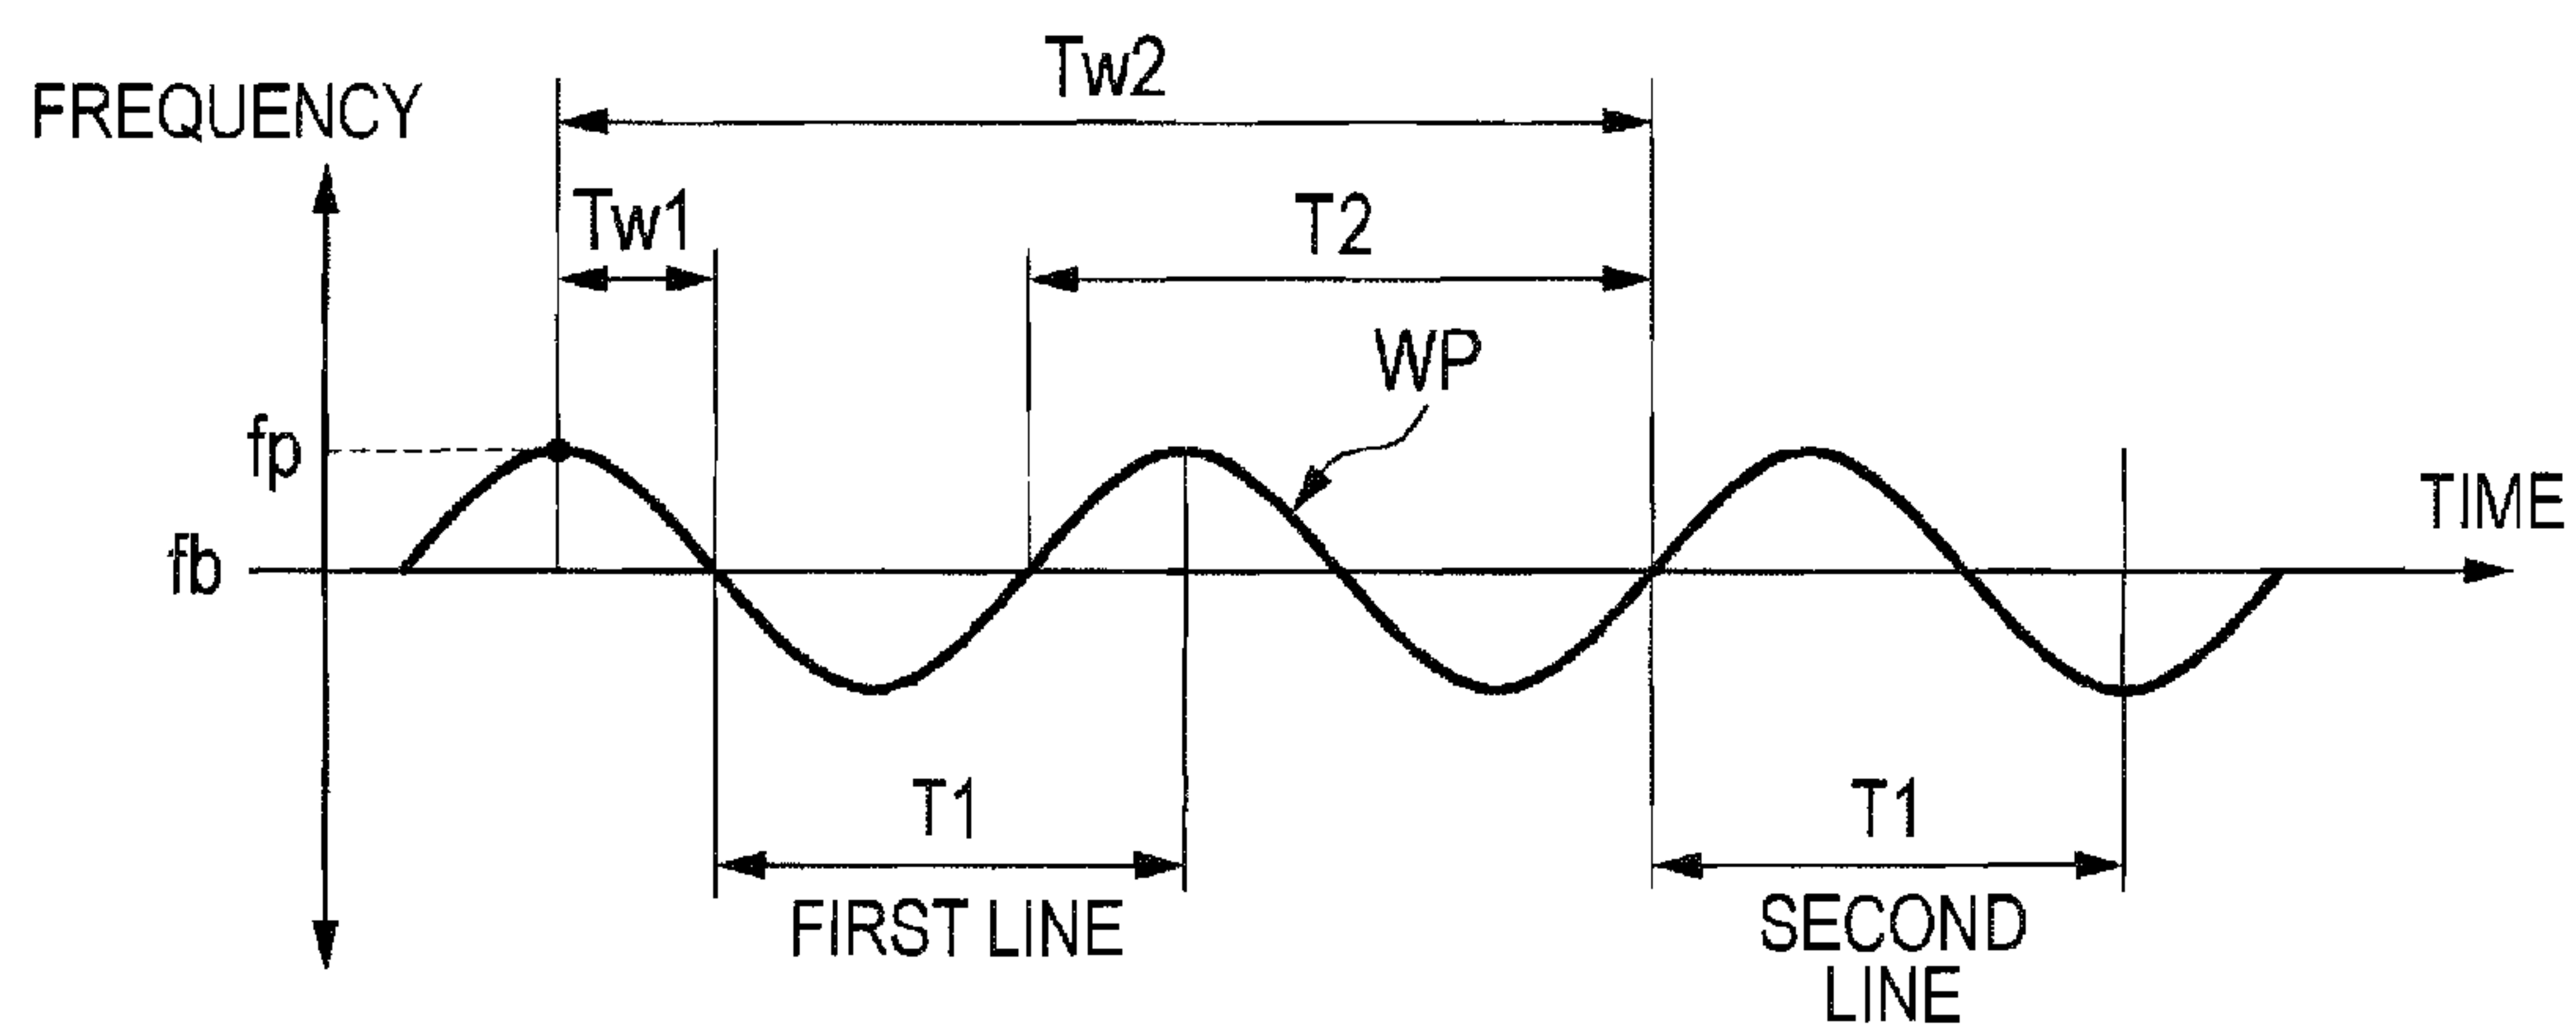 Tw2
FREQUENCY
Tw1
T2
WP
fp
TIME
fb
T1
T1
FIRST LINE
SECOND
LINE